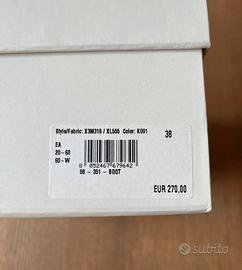 Style/Fabric: X3M316 / XL505 Color: K001
38
EA
20-60
60-W
8 052467 679642
08 - 351 - BOOT
EUR 270,00
subito